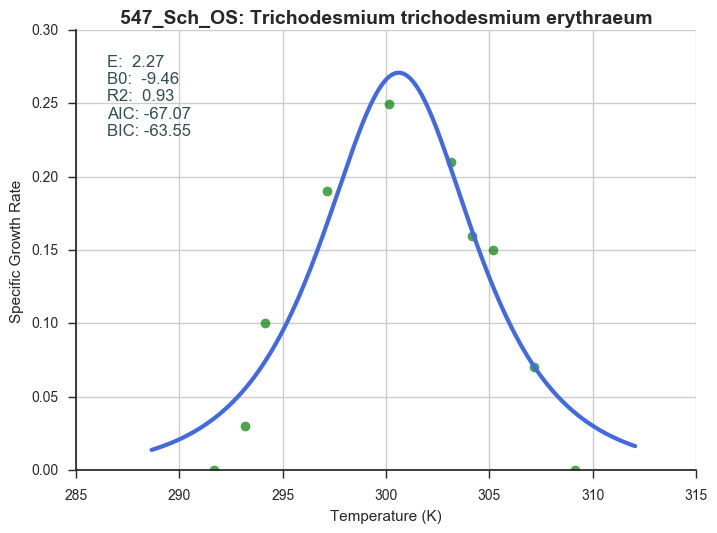 547_Sch_OS: Trichodesmium trichodesmium erythraeum
E:  2.27
B0:  -9.46
R2:  0.93
AIC: -67.07
BIC: -63.55
Specific Growth Rate
0.30
0.25
0.20
0.15
0.10
0.05
0.00
285 290 295 300 305 310 315
Temperature (K)